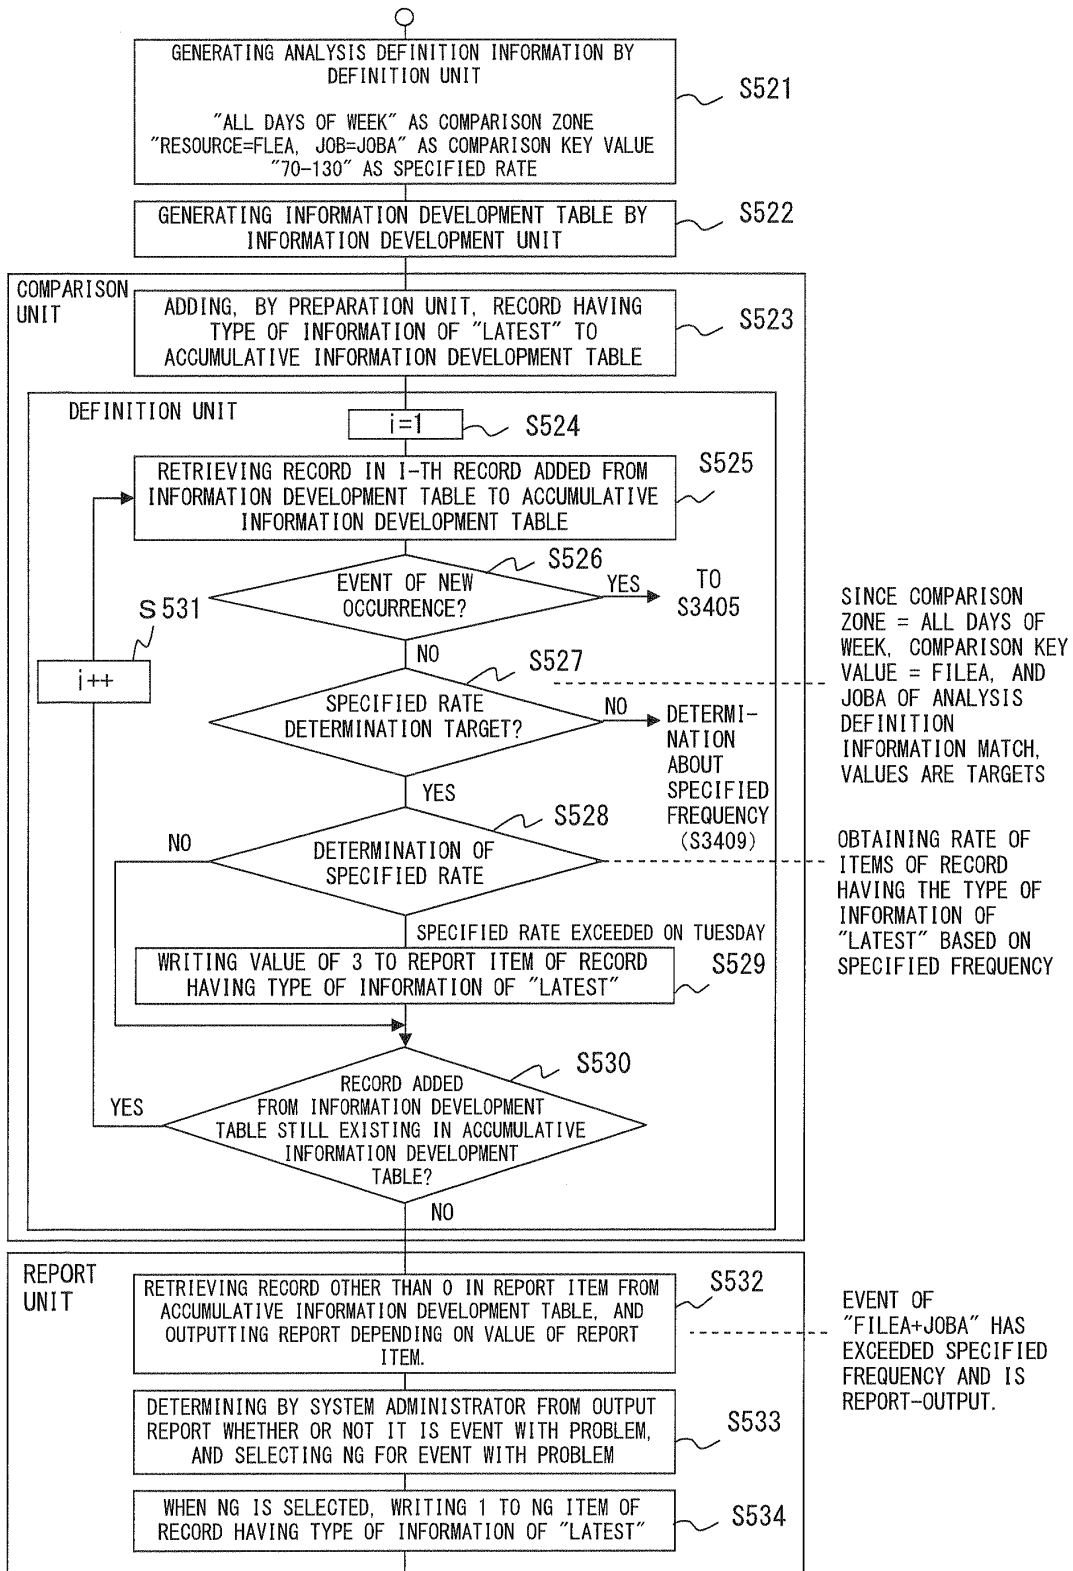 GENERATING ANALYSIS DEFINITION INFORMATION BY
DEFINITION UNIT
"ALL DAYS OF WEEK" AS COMPARISON ZONE
"RESOURCE=FLEA, JOB=JOBA" AS COMPARISON KEY VALUE
"70-130" AS SPECIFIED RATE
S521
GENERATING INFORMATION DEVELOPMENT TABLE BY
INFORMATION DEVELOPMENT UNIT
S522
COMPARISON
UNIT
ADDING, BY PREPARATION UNIT, RECORD HAVING
TYPE OF INFORMATION OF "LATEST" TO
ACCUMULATIVE INFORMATION DEVELOPMENT TABLE
S523
DEFINITION UNIT
i=1
S524
RETRIEVING RECORD IN I-TH RECORD ADDED FROM
INFORMATION DEVELOPMENT TABLE TO ACCUMULATIVE
INFORMATION DEVELOPMENT TABLE
S525
S526
EVENT OF NEW
OCCURRENCE?
YES
TO
S3405
NO
S531
i++
S527
SPECIFIED RATE
DETERMINATION TARGET?
NO
DETERMI-
NATION
ABOUT
SPECIFIED
FREQUENCY
(S3409)
YES
SINCE COMPARISON
ZONE = ALL DAYS OF
WEEK, COMPARISON KEY
VALUE = FILEA, AND
JOBA OF ANALYSIS
DEFINITION
INFORMATION MATCH,
VALUES ARE TARGETS
S528
NO
DETERMINATION OF
SPECIFIED RATE
OBTAINING RATE OF
ITEMS OF RECORD
HAVING THE TYPE OF
INFORMATION OF
"LATEST" BASED ON
SPECIFIED FREQUENCY
SPECIFIED RATE EXCEEDED ON TUESDAY
WRITING VALUE OF 3 TO REPORT ITEM OF RECORD
HAVING TYPE OF INFORMATION OF "LATEST"
S529
S530
YES
RECORD ADDED
FROM INFORMATION DEVELOPMENT
TABLE STILL EXISTING IN ACCUMULATIVE
INFORMATION DEVELOPMENT
TABLE?
NO
REPORT
UNIT
RETRIEVING RECORD OTHER THAN 0 IN REPORT ITEM FROM
ACCUMULATIVE INFORMATION DEVELOPMENT TABLE, AND
OUTPUTTING REPORT DEPENDING ON VALUE OF REPORT
ITEM.
S532
EVENT OF
"FILEA+JOBA" HAS
EXCEEDED SPECIFIED
FREQUENCY AND IS
REPORT-OUTPUT.
DETERMINING BY SYSTEM ADMINISTRATOR FROM OUTPUT
REPORT WHETHER OR NOT IT IS EVENT WITH PROBLEM,
AND SELECTING NG FOR EVENT WITH PROBLEM
S533
WHEN NG IS SELECTED, WRITING 1 TO NG ITEM OF
RECORD HAVING TYPE OF INFORMATION OF "LATEST"
S534